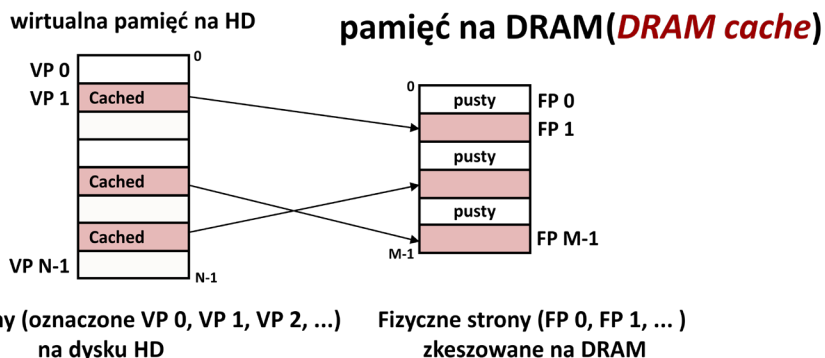 wirtualna pamięć na HD
pamięć na DRAM(DRAM cache)
0
VP 0
VP 1
Cached
Cached
Cached
VP N-1
N-1
0
pusty
FP 0
FP 1
pusty
pusty
FP M-1
M-1
(oznaczone VP 0, VP 1, VP 2, ...)
na dysku HD
Fizyczne strony (FP 0, FP 1, ... )
zkeszowane na DRAM